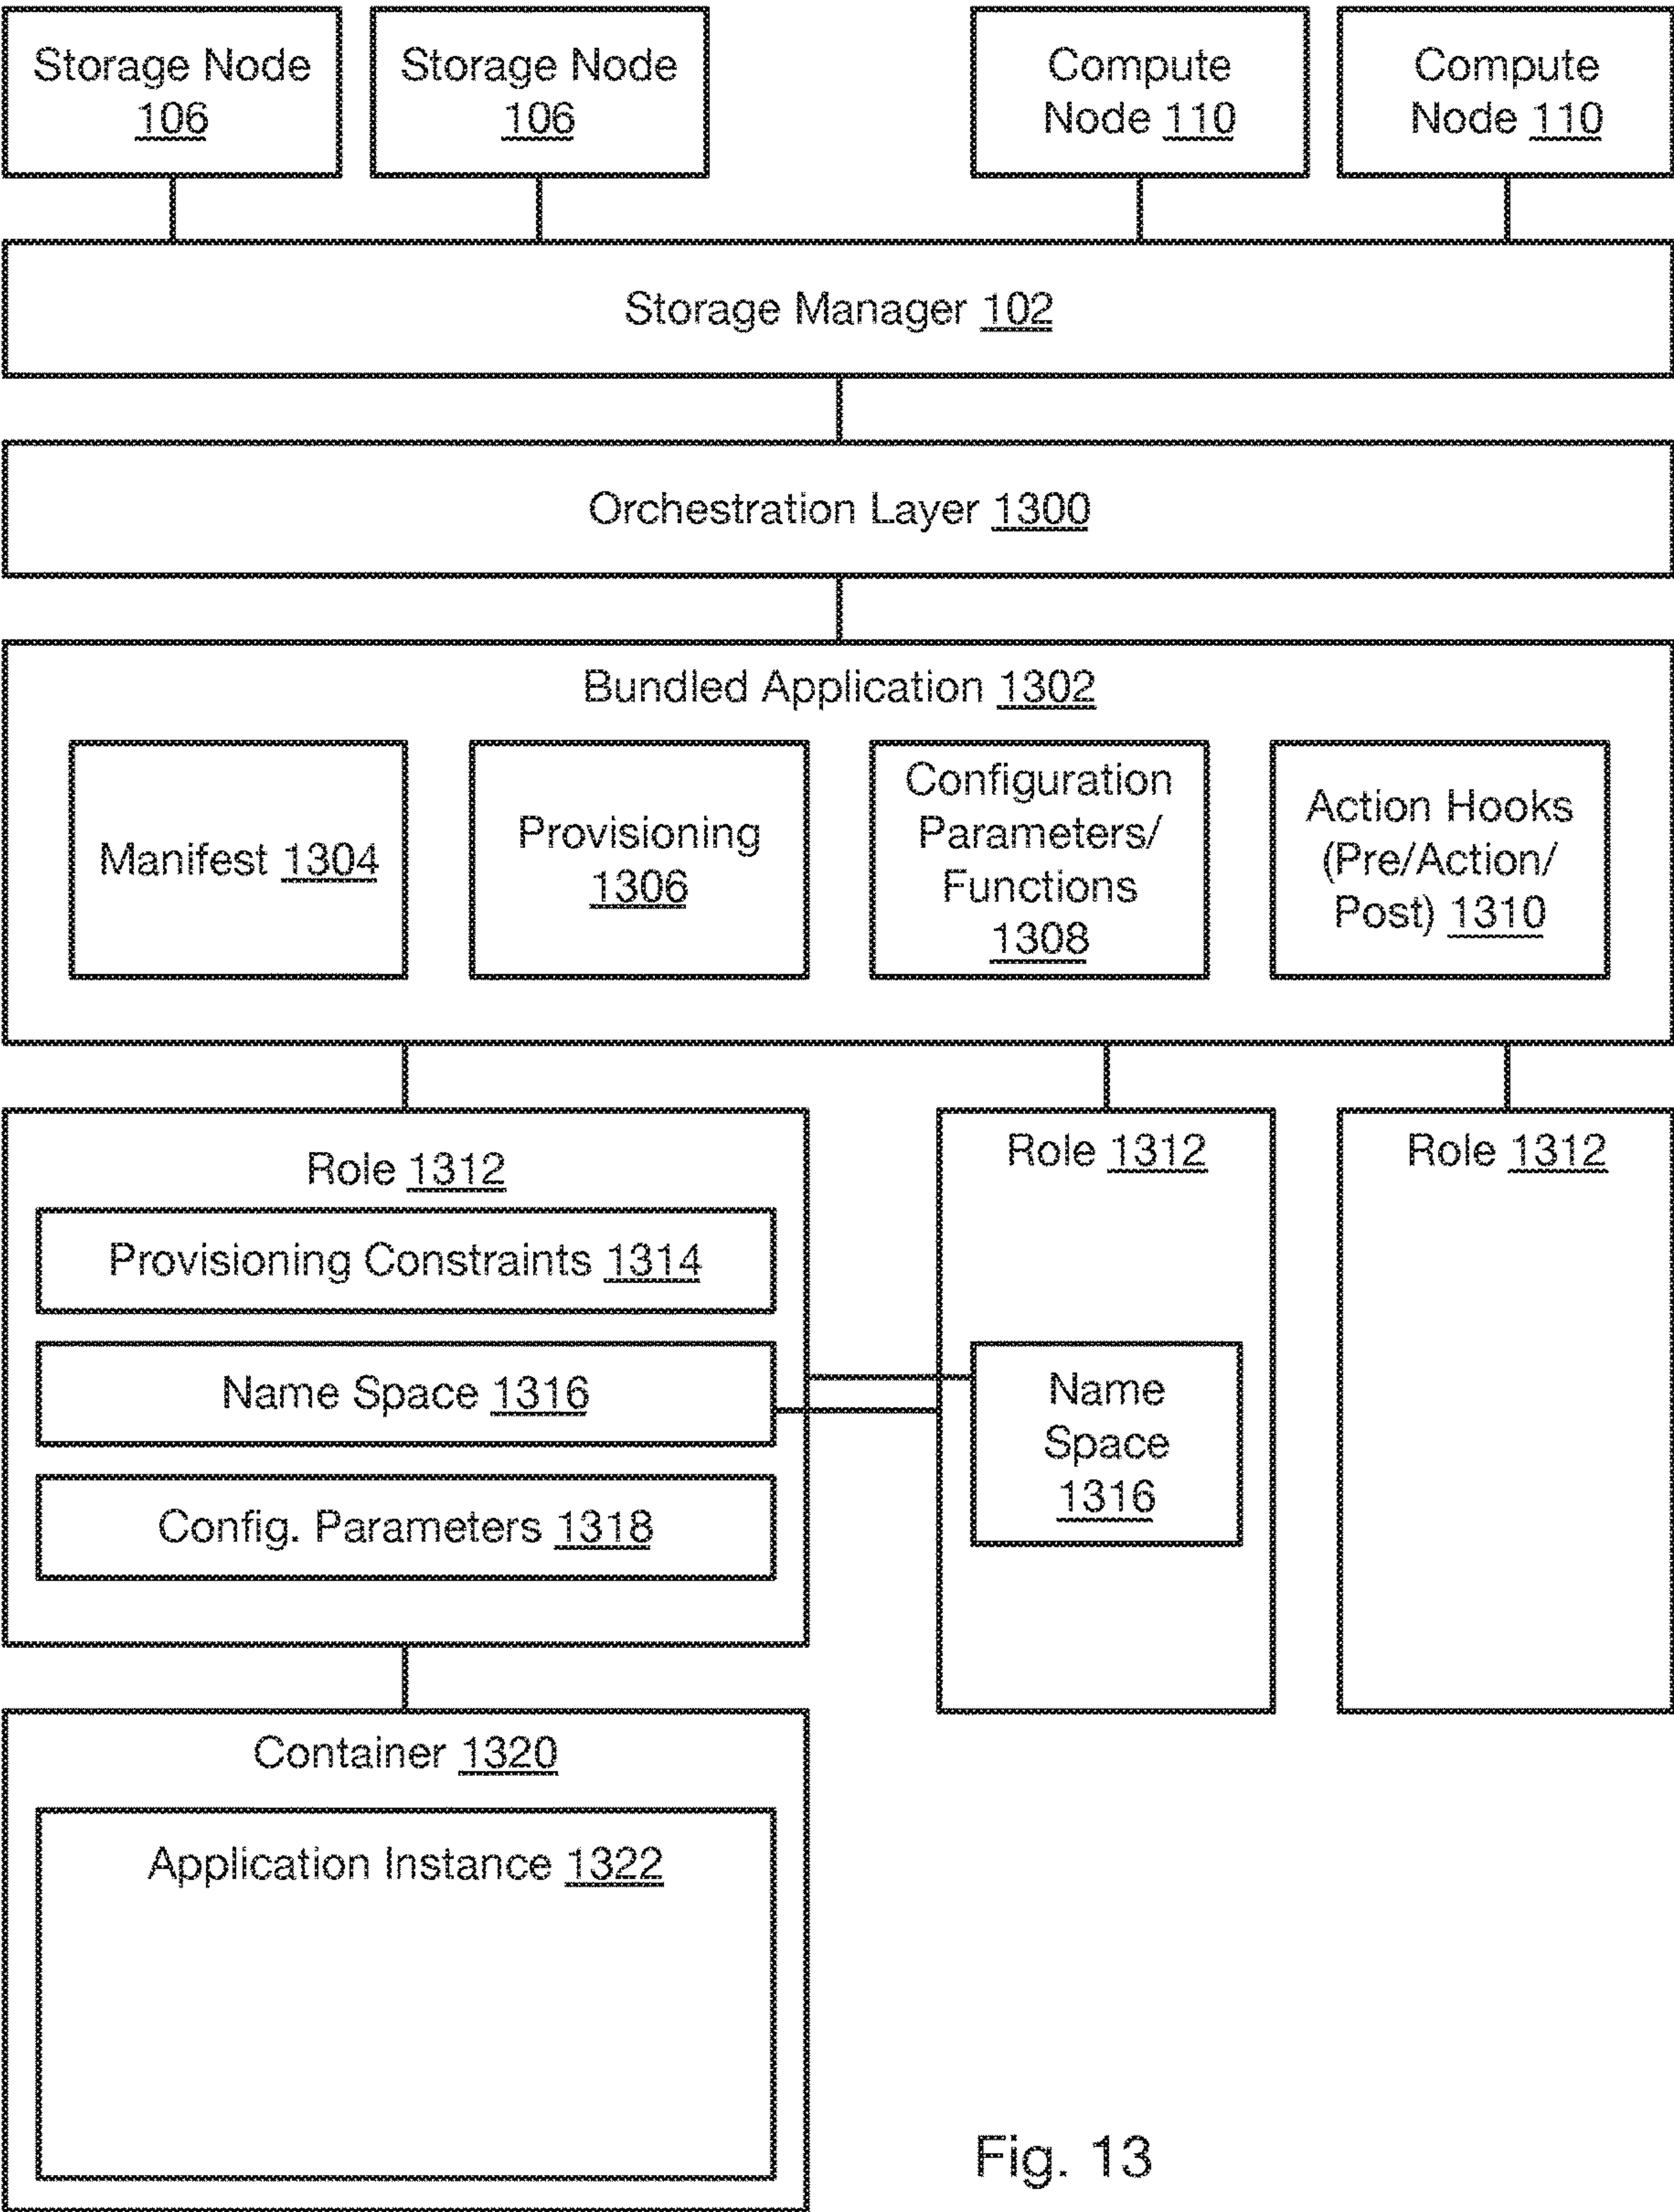 Storage Node
106
Storage Node
106
Compute
Node 110
Compute
Node 110
Storage Manager 102
Orchestration Layer 1300
Bundled Application 1302
Manifest 1304
Provisioning
1306
Configuration
Parameters/
Functions
1308
Action Hooks
(Pre/Action/
Post) 1310
Role 1312
Provisioning Constraints 1314
Name Space 1316
Config. Parameters 1318
Role 1312
Name
Space
1316
Role 1312
Container 1320
Application Instance 1322
Fig. 13